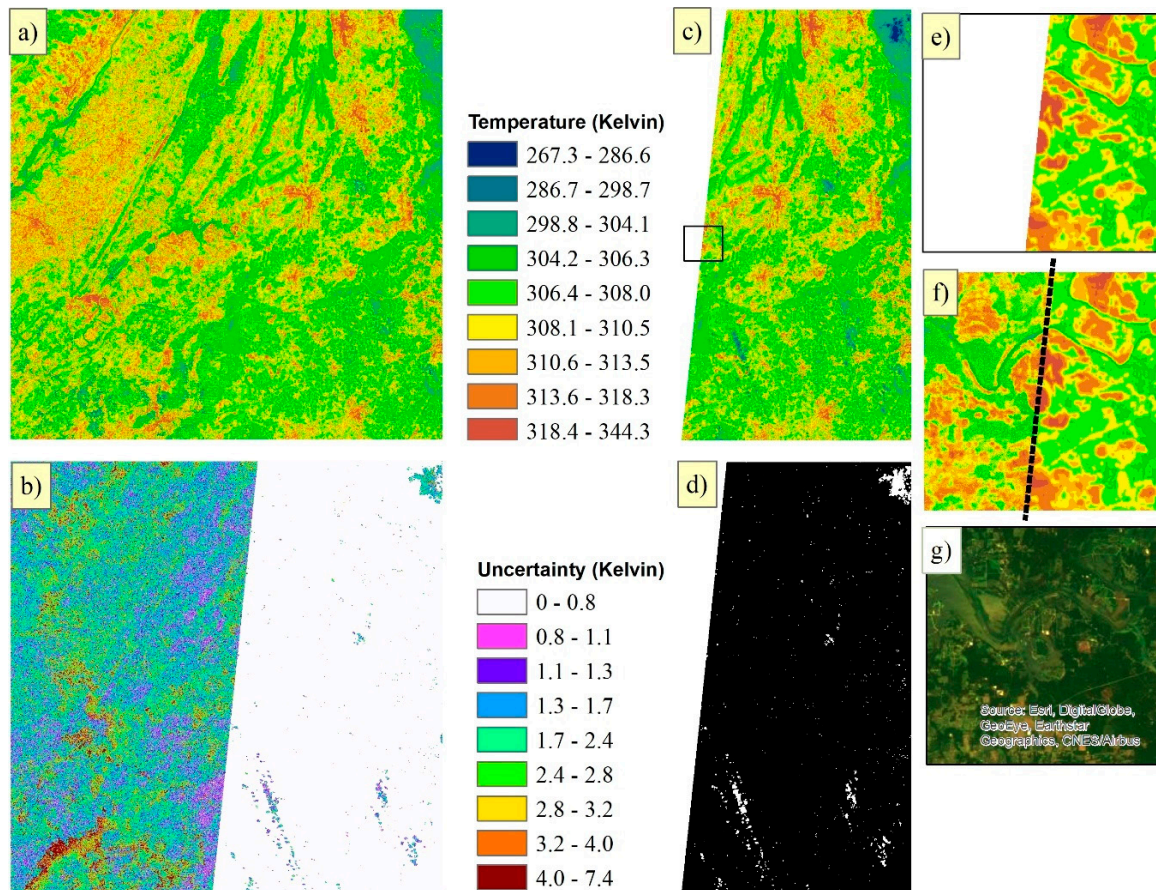 a)
c)
e)
Temperature (Kelvin)
267.3 - 286.6
286.7 - 298.7
298.8 - 304.1
304.2 - 306.3
306.4 - 308.0
308.1 - 310.5
310.6 - 313.5
313.6 - 318.3
318.4 - 344.3
f)
b)
d)
g)
Uncertainty (Kelvin)
0 - 0.8
0.8 - 1.1
1.1 - 1.3
1.3 - 1.7
1.7 - 2.4
2.4 - 2.8
2.8 - 3.2
3.2 - 4.0
4.0 - 7.4
Source: Esri, DigitalGlobe,
GeoEye, Earthstar
Geographics, CNES/Airbus